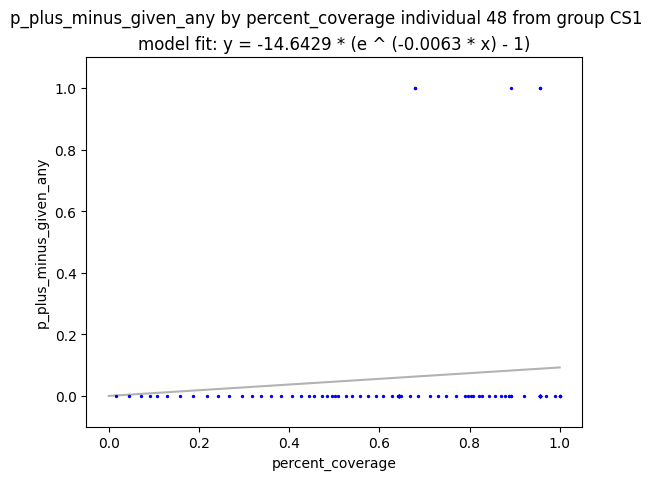 p_plus_minus_given_any by percent_coverage individual 48 from group CS1
model fit: y = -14.6429 * (e ^ (-0.0063 * x) - 1)
1.0
0.8
0.6
0.4
0.2
0.0
p_plus_minus_given_any
0.0 0.2 0.4 0.6 0.8 1.0
percent_coverage